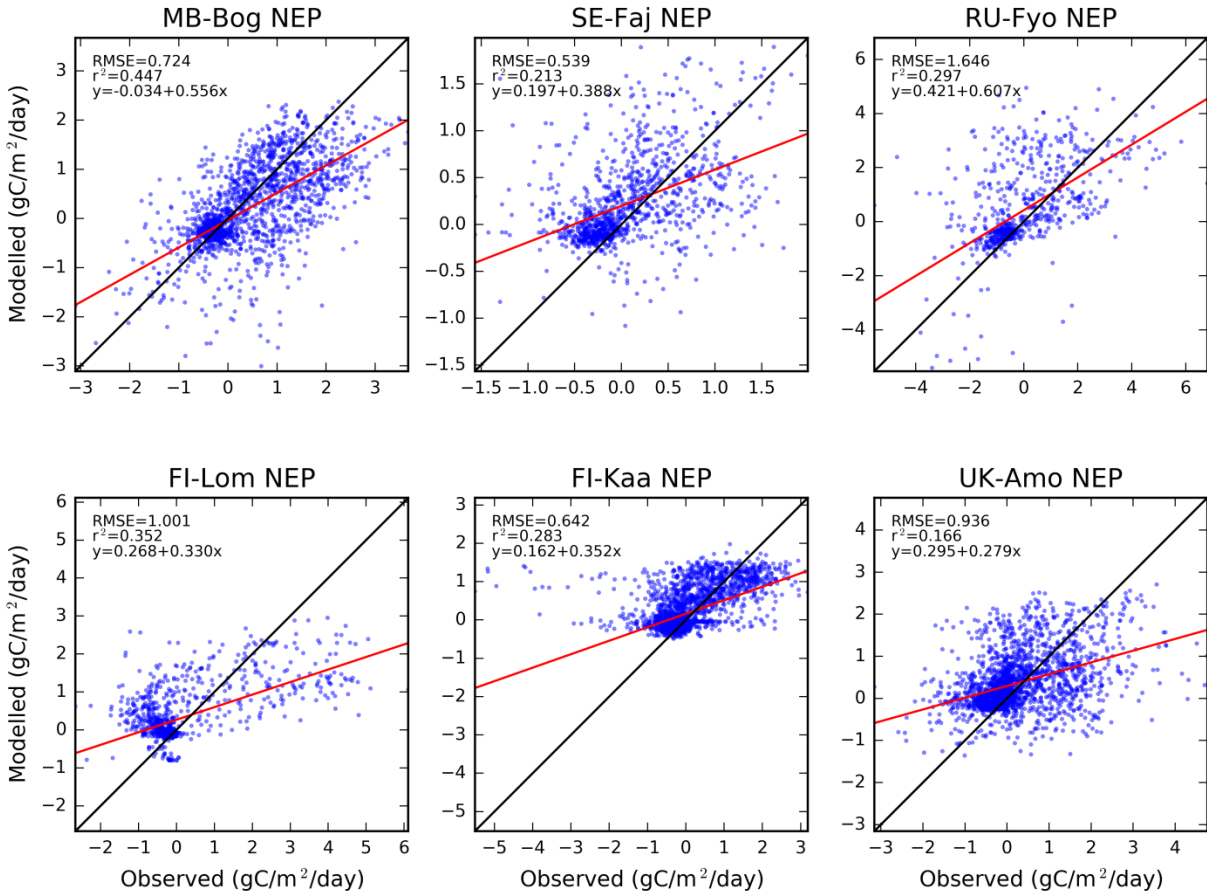 MB-Bog NEP
RMSE=0.724
r²=0.447
y=-0.034+0.556x
3
2
1
0
−1
−2
−3
−3 −2 −1 0 1 2 3
Modelled (gC/m²/day)
SE-Faj NEP
RMSE=0.539
r²=0.213
y=0.197+0.388x
1.5
1.0
0.5
0.0
−0.5
−1.0
−1.5
−1.5 −1.0 −0.5 0.0 0.5 1.0 1.5
RU-Fyo NEP
RMSE=1.646
r²=0.297
y=0.421+0.607x
6
4
2
0
−2
−4
−4 −2 0 2 4 6
FI-Lom NEP
RMSE=1.001
r²=0.352
y=0.268+0.330x
6
5
4
3
2
1
0
−1
−2
−2 −1 0 1 2 3 4 5 6
Modelled (gC/m²/day)
Observed (gC/m²/day)
FI-Kaa NEP
RMSE=0.642
r²=0.283
y=0.162+0.352x
3
2
1
0
−1
−2
−3
−4
−5
−5 −4 −3 −2 −1 0 1 2 3
Observed (gC/m²/day)
UK-Amo NEP
RMSE=0.936
r²=0.166
y=0.295+0.279x
4
3
2
1
0
−1
−2
−3
−3 −2 −1 0 1 2 3 4
Observed (gC/m²/day)